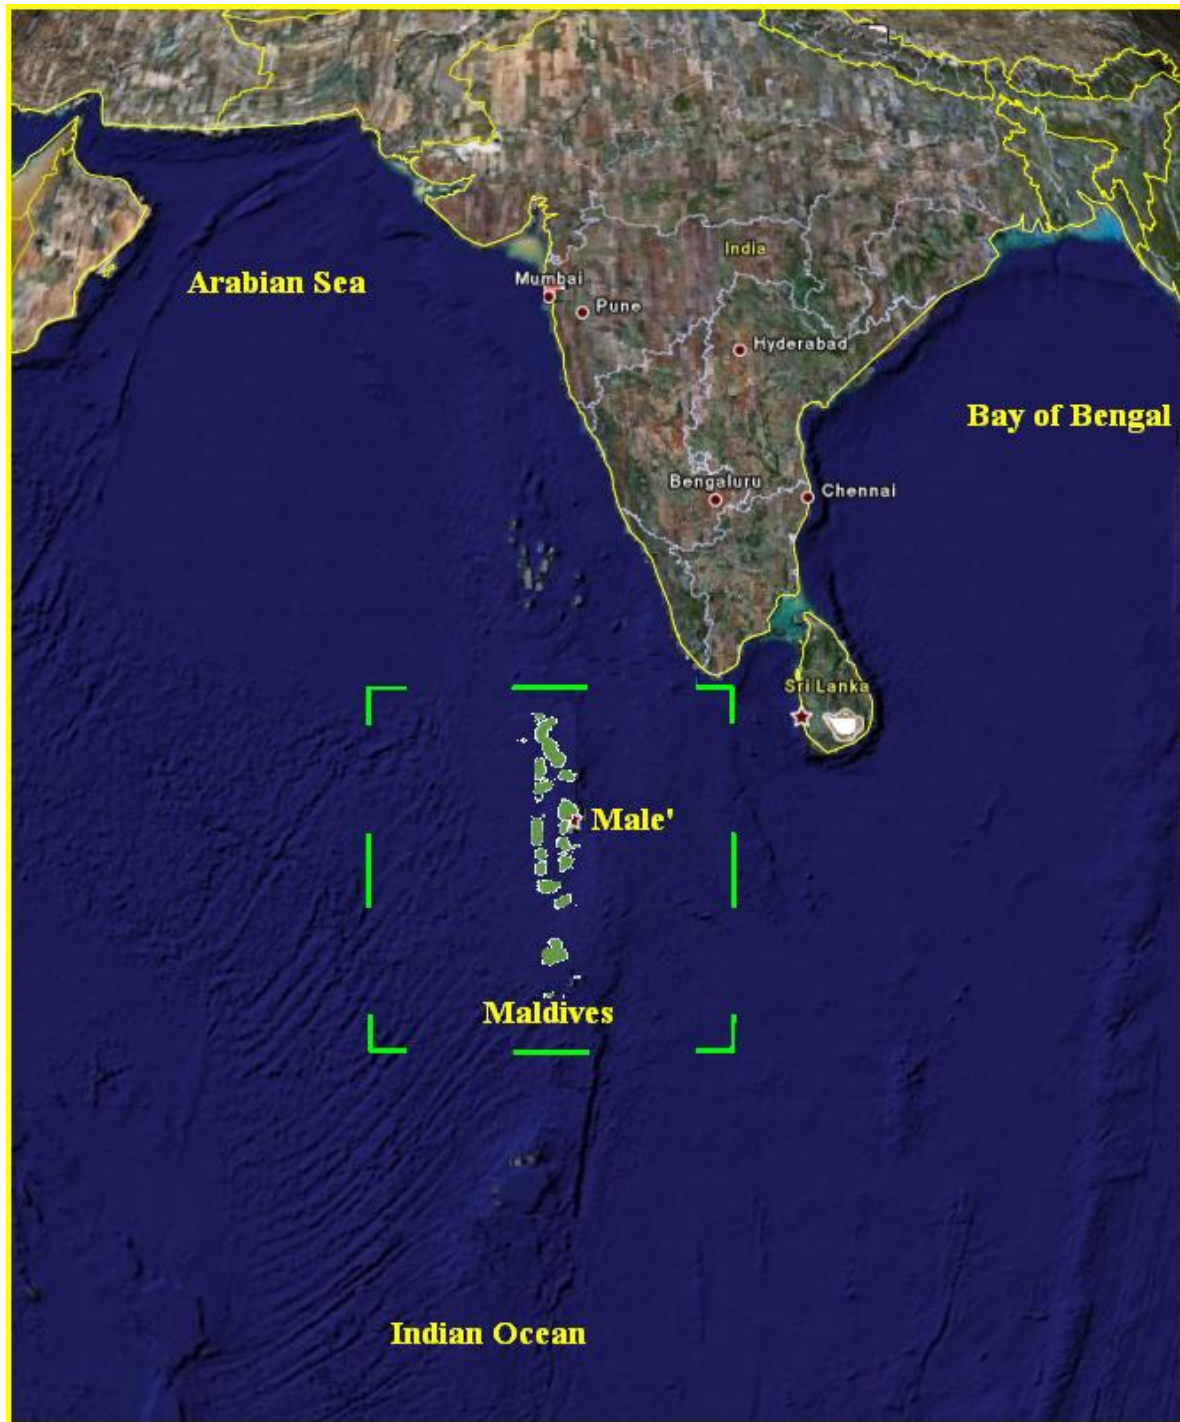 India
Mumbai
Arabian Sea
Pune
Hyderabad
Bay of Bengal
Bengaluru
Chennai
Sri Lanka
Male'
Maldives
Indian Ocean